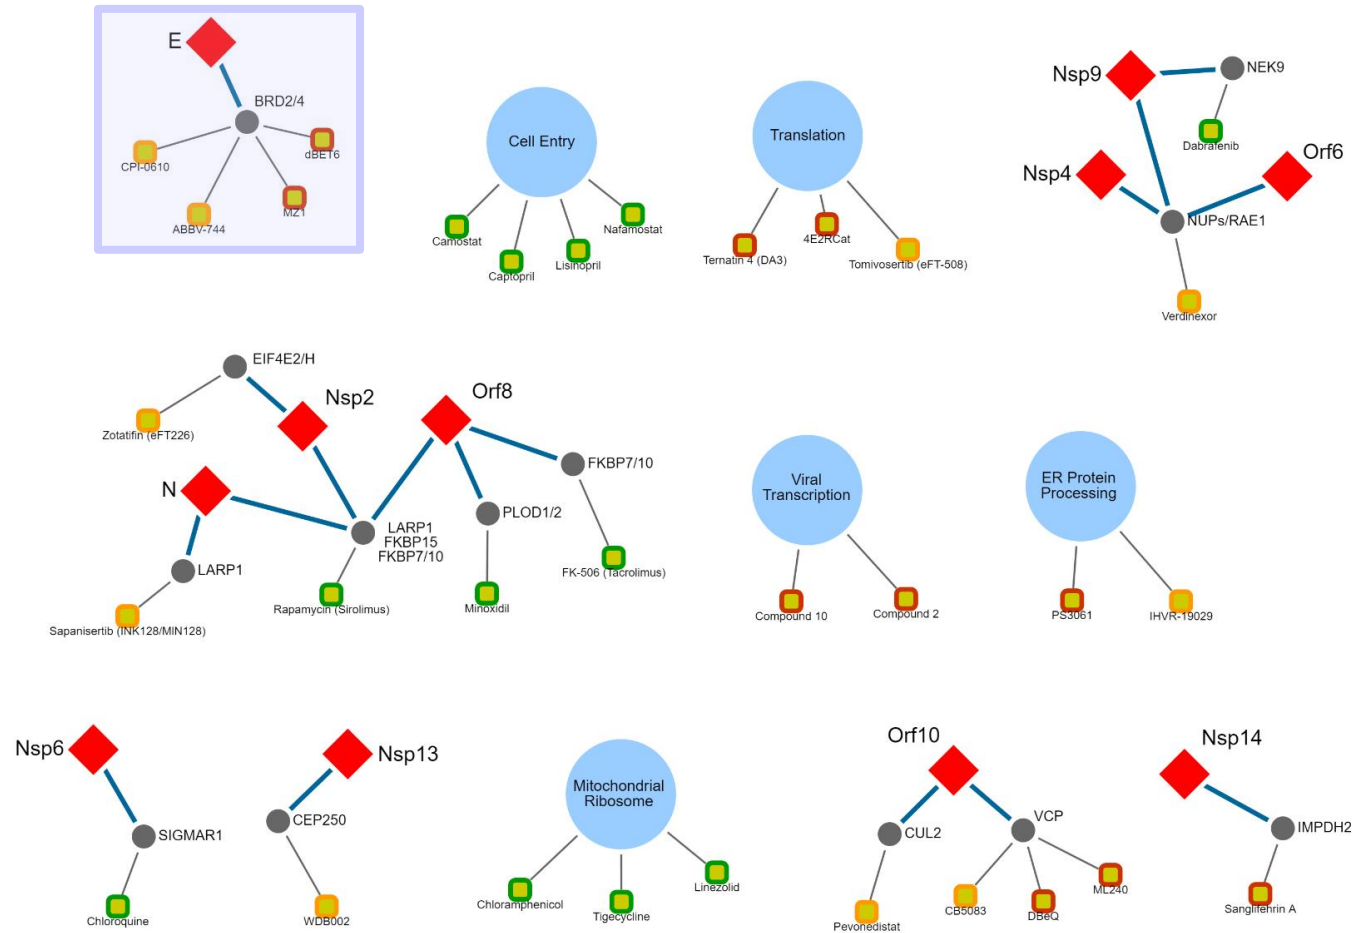 E
BRD2/4
CPI-0610
dBET6
MZ1
ABBV-744
Cell Entry
Camostat
Captopril
Lisinopril
Nafamostat
Translation
Ternatin 4 (DA3)
4E2RCat
Tomivosertib (eFT-508)
Nsp9
NEK9
Dabrafenib
Nsp4
Orf6
NUPs/RAE1
Verdinexor
EIF4E2/H
Zotatifin (eFT226)
Nsp2
Orf8
N
LARP1
Sapanisertib (INK128/MIN128)
LARP1
FKBP15
FKBP7/10
Rapamycin (Sirolimus)
PLOD1/2
Minoxidil
FKBP7/10
FK-506 (Tacrolimus)
Viral
Transcription
Compound 10
Compound 2
ER Protein
Processing
PS3061
IHVR-19029
Nsp6
SIGMAR1
Chloroquine
Nsp13
CEP250
WDB002
Mitochondrial
Ribosome
Chloramphenicol
Tigecycline
Linezolid
Orf10
CUL2
Pevonedistat
VCP
CB5083
DBeQ
ML240
Nsp14
IMPDH2
Sanglifehrin A